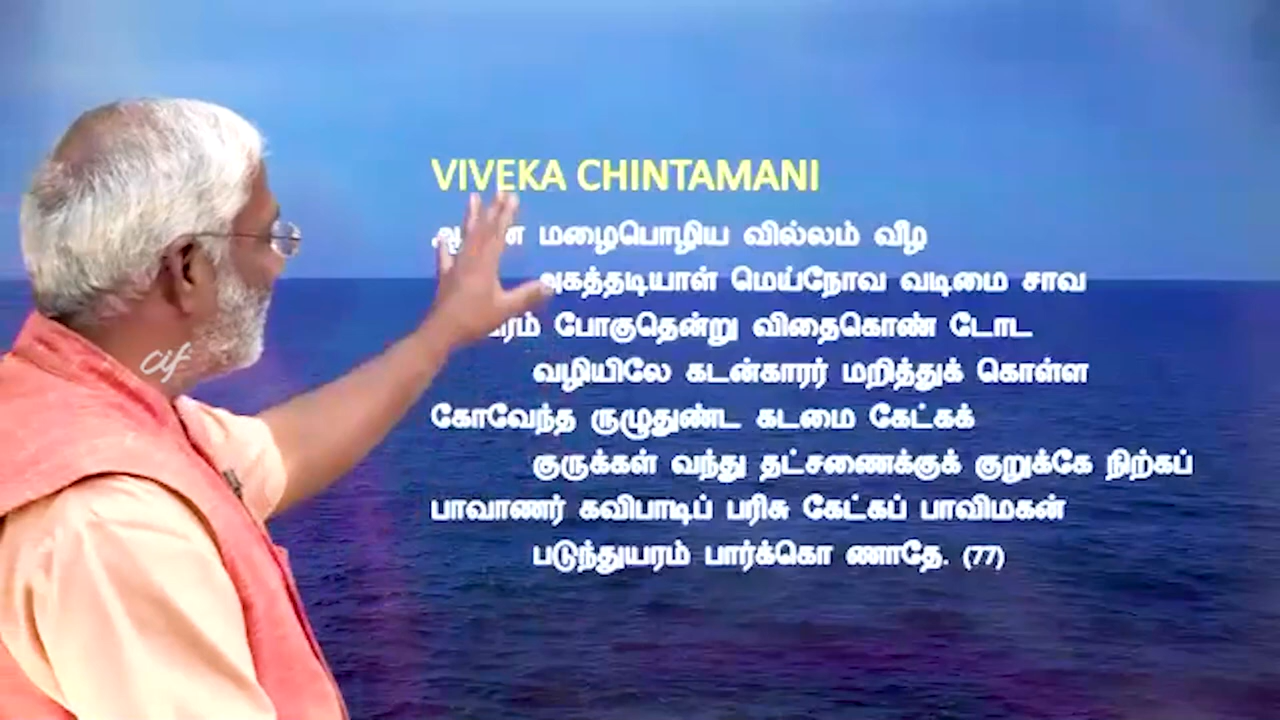 VIVEKA CHINTAMANI
மழைபொழிய வில்லம் வீழ
அகத்தடியாள் மெய்நோவ வடிமை சாவ
போகுதென்று விதைகொண் டோட
வழியிலே கடன்காரர் மறித்துக் கொள்ள
கோவேந்த ருழுதுண்ட கடமை கேட்கக்
குருக்கள் வந்து தட்சணைக்குக் குறுக்கே நிற்கப்
பாவாணர் கவிபாடிப் பரிசு கேட்கப் பாவிமகன்
படுந்துயரம் பார்க்கொ ணாதே. (77)